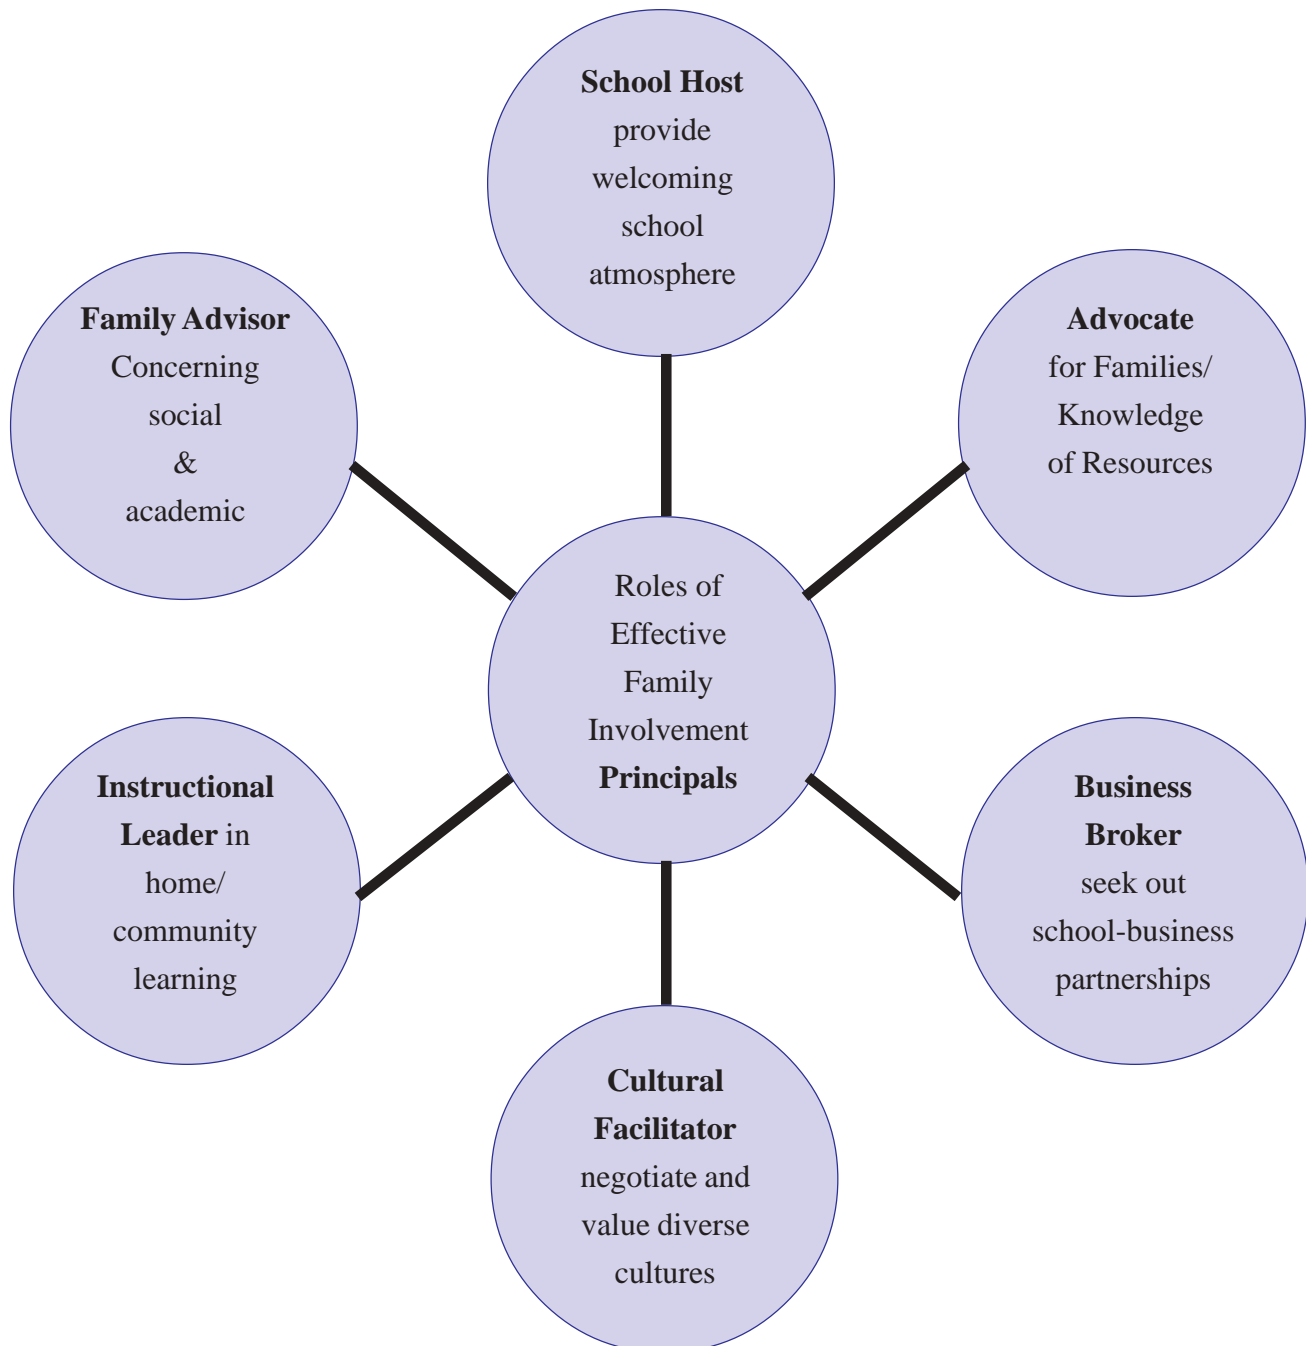 School Host
provide
welcoming
school
atmosphere
Family Advisor
Concerning
social
&
academic
Advocate
for Families/
Knowledge
of Resources
Roles of
Effective
Family
Involvement
Principals
Instructional
Leader in
home/
community
learning
Business
Broker
seek out
school-business
partnerships
Cultural
Facilitator
negotiate and
value diverse
cultures